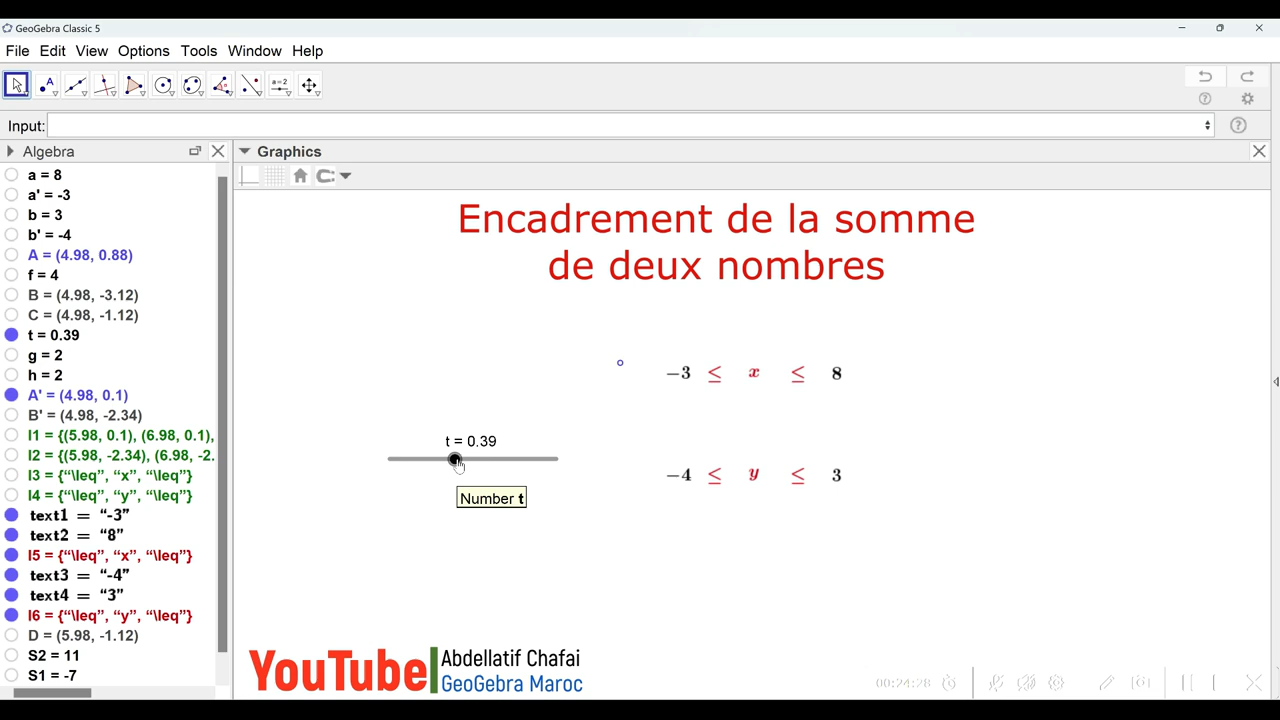 GeoGebra Classic 5
File Edit View Options Tools Window Help
a=2
Input:
Algebra
Graphics
a = 8
a' = -3
b = 3
b' = -4
A = (4.98, 0.88)
f = 4
B = (4.98, -3.12)
C = (4.98, -1.12)
t = 0.39
g = 2
h = 2
A' = (4.98, 0.1)
B' = (4.98, -2.34)
l1 = {(5.98, 0.1), (6.98, 0.1),
l2 = {(5.98, -2.34), (6.98, -2.
l3 = {“\leq”, “x”, “\leq”}
l4 = {“\leq”, “y”, “\leq”}
text1 = “-3”
text2 = “8”
l5 = {“\leq”, “x”, “\leq”}
text3 = “-4”
text4 = “3”
l6 = {“\leq”, “y”, “\leq”}
D = (5.98, -1.12)
S2 = 11
S1 = -7
Encadrement de la somme
de deux nombres
−3 ≤ x ≤ 8
t = 0.39
−4 ≤ y ≤ 3
Number t
YouTube
Abdellatif Chafai
GeoGebra Maroc
00:24:28